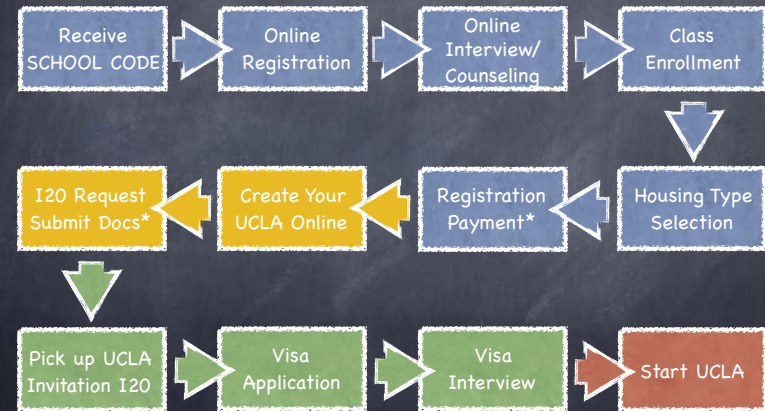 Receive
SCHOOL CODE
Online
Registration
Online
Interview/
Counseling
Class
Enrollment
Housing Type
Selection
Registration
Payment*
Create Your
UCLA Online
I20 Request
Submit Docs*
Pick up UCLA
Invitation I20
Visa
Application
Visa
Interview
Start UCLA